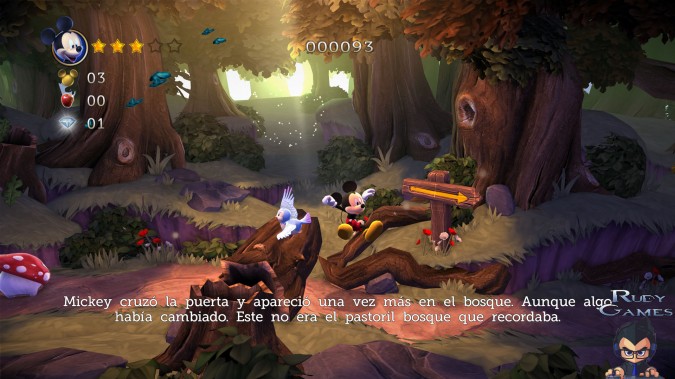 000093
03
00
01
Mickey cruzó la puerta y apareció una vez más en el bosque. Aunque algo
había cambiado. Este no era el pastoril bosque que recordaba.
RUBY
GAMES